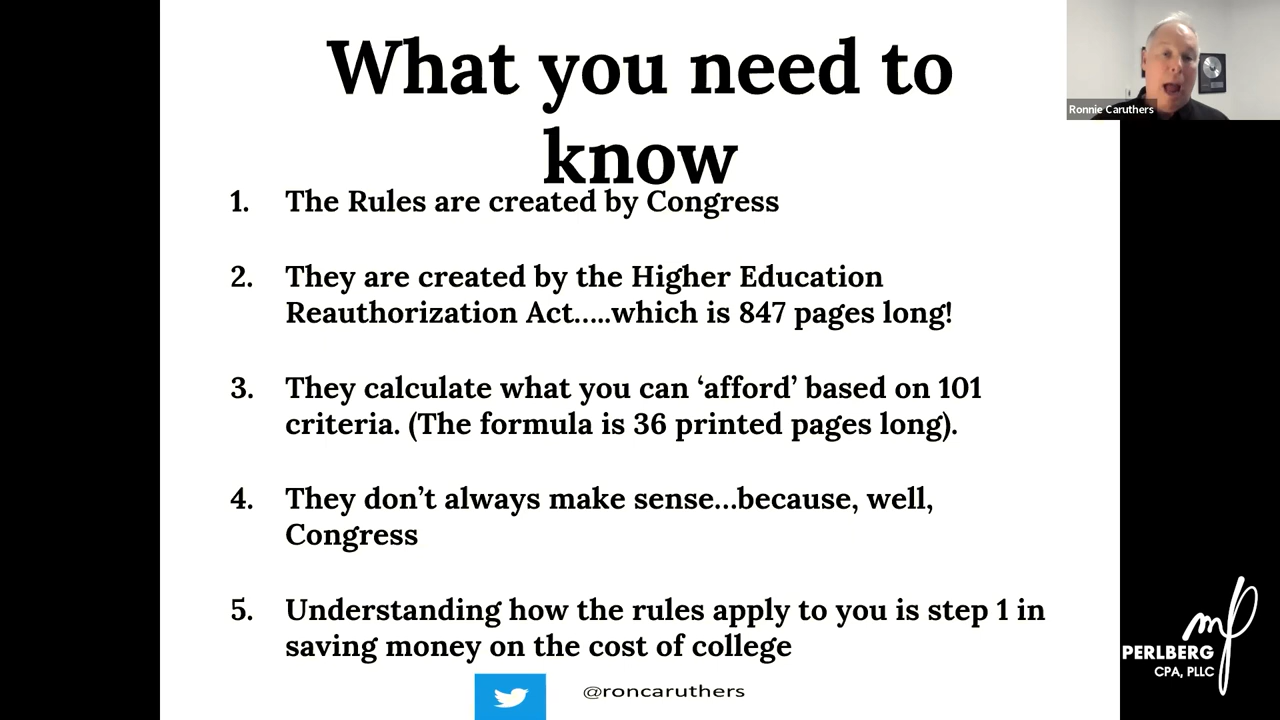 What you need to
know
1. The Rules are created by Congress
2. They are created by the Higher Education
Reauthorization Act.....which is 847 pages long!
3. They calculate what you can ‘afford’ based on 101
criteria. (The formula is 36 printed pages long).
4. They don’t always make sense...because, well,
Congress
5. Understanding how the rules apply to you is step 1 in
saving money on the cost of college
@roncaruthers
Ronnie Caruthers
mp
PERLBERG
CPA, PLLC